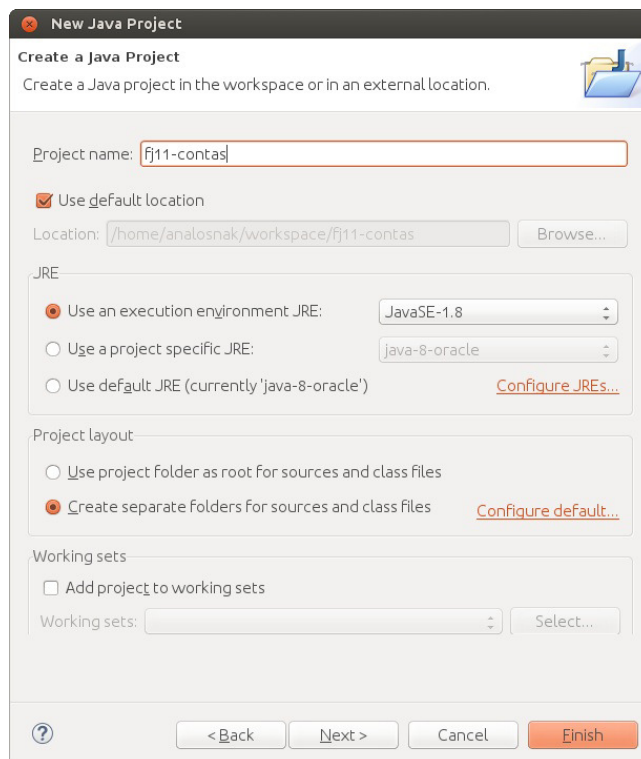 New Java Project
Create a Java Project
Create a Java project in the workspace or in an external location.
Project name: fj11-contas
Use default location
Location: /home/analosnak/workspace/fj11-contas Browse...
JRE
Use an execution environment JRE: JavaSE-1.8
Use a project specific JRE: java-8-oracle
Use default JRE (currently 'java-8-oracle') Configure JREs...
Project layout
Use project folder as root for sources and class files
Create separate folders for sources and class files Configure default...
Working sets
Add project to working sets
Working sets: Select...
? < Back Next > Cancel Finish